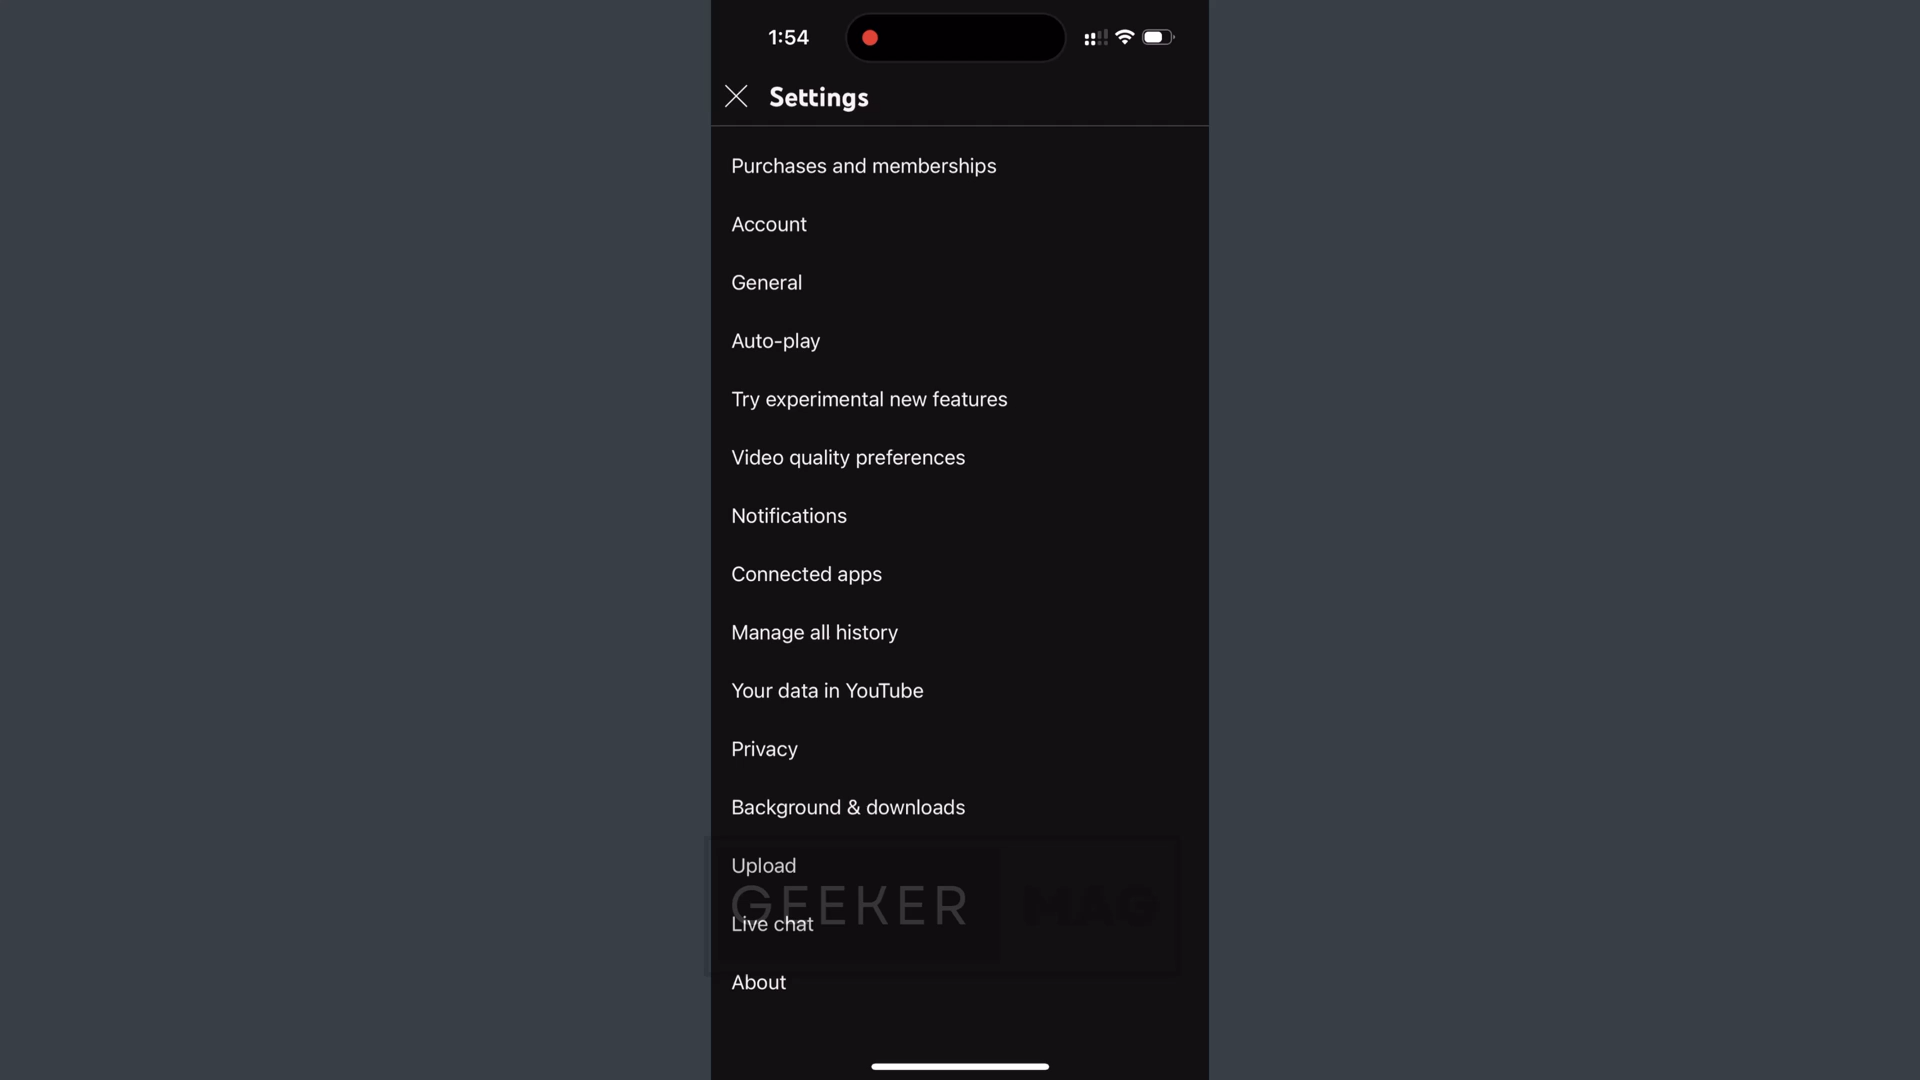 1:54
Settings
Purchases and memberships
Account
General
Auto-play
Try experimental new features
Video quality preferences
Notifications
Connected apps
Manage all history
Your data in YouTube
Privacy
Background & downloads
Upload
GEEKER MAG
Live chat
About